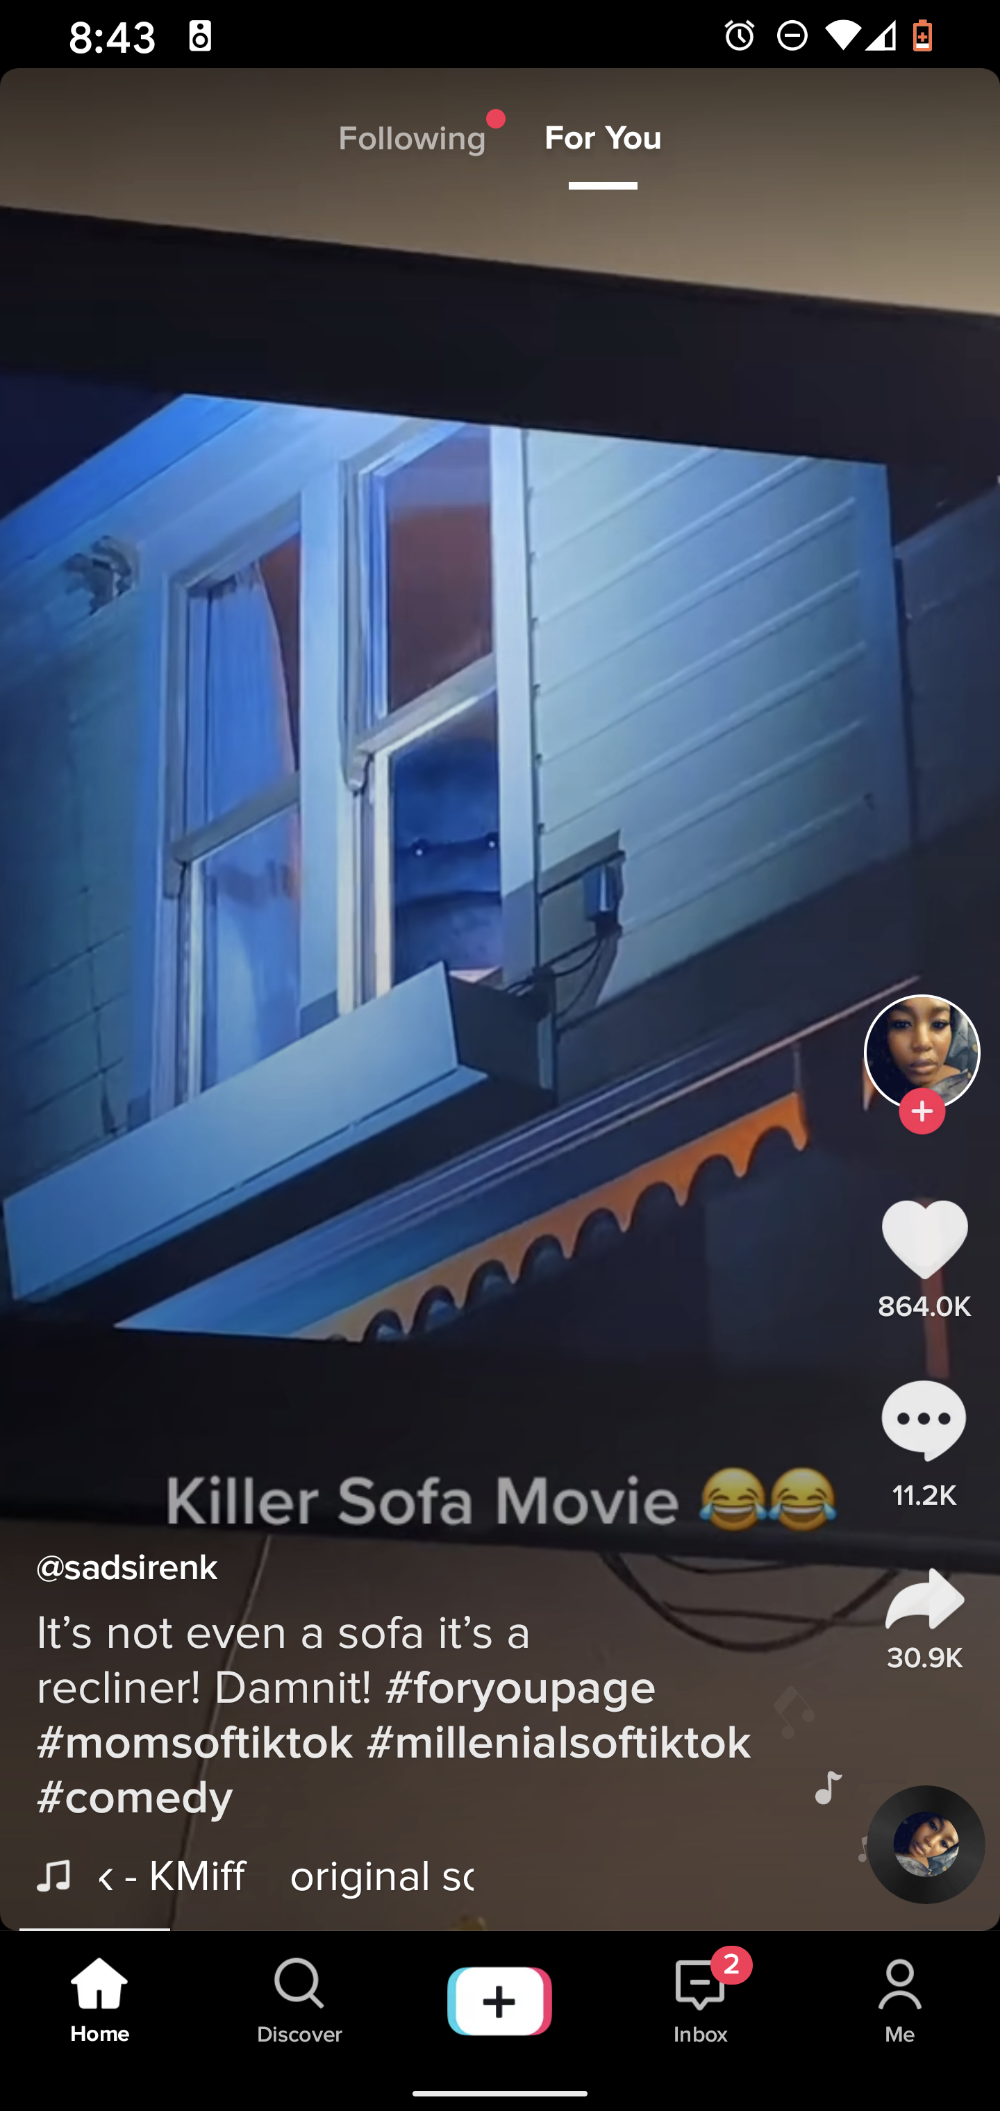 8:43
Following
For You
864.0K
11.2K
Killer Sofa Movie 😂😂
@sadsirenk
It's not even a sofa it's a
recliner! Damnit! #foryoupage
#momsoftiktok #millenialsoftiktok
#comedy
30.9K
- KMiff original
Home
Discover
2
Inbox
Me